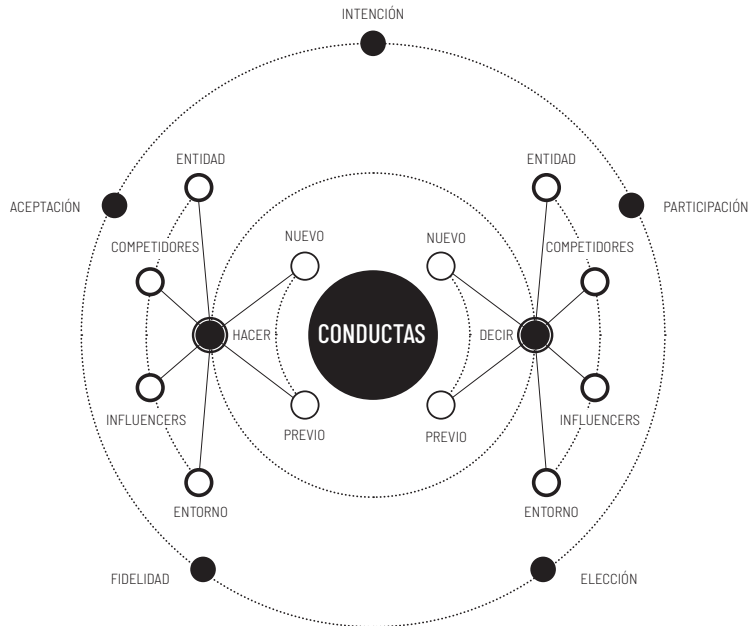 INTENCIÓN
ENTIDAD
ENTIDAD
ACEPTACIÓN
PARTICIPACIÓN
COMPETIDORES
NUEVO
NUEVO
COMPETIDORES
HACER
CONDUCTAS
DECIR
INFLUENCERS
PREVIO
PREVIO
INFLUENCERS
ENTORNO
ENTORNO
FIDELIDAD
ELECCIÓN